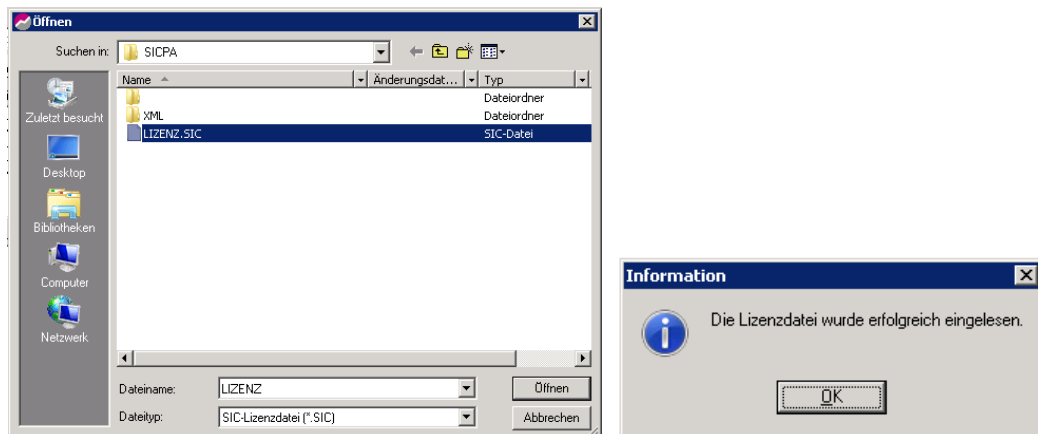 Öffnen
Suchen in:
SICPA
Name
Änderungsdat...
Typ
Dateiordner
XML
Dateiordner
LIZENZ.SIC
SIC-Datei
Zuletzt besucht
Desktop
Bibliotheken
Computer
Netzwerk
Dateiname:
LIZENZ
Öffnen
Dateityp:
SIC-Lizenzdatei (*.SIC)
Abbrechen
Information
Die Lizenzdatei wurde erfolgreich eingelesen.
OK